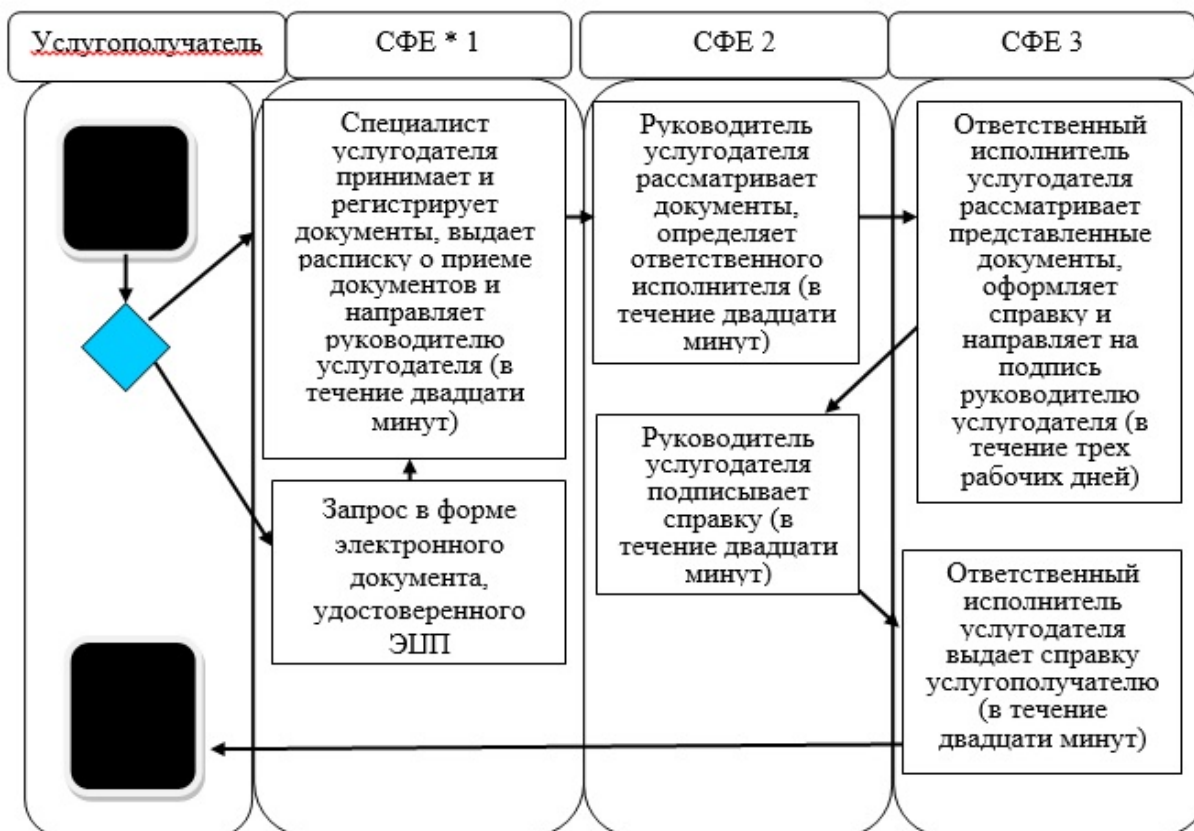 Услугополучатель
СФЕ * 1
СФЕ 2
СФЕ 3
Специалист
услугодателя
принимает и
регистрирует
документы, выдает
расписку о приеме
документов и
направляет
руководителю
услугодателя (в
течение двадцати
минут)
Запрос в форме
электронного
документа,
удостоверенного
ЭЦП
Руководитель
услугодателя
рассматривает
документы,
определяет
ответственного
исполнителя (в
течение двадцати
минут)
Руководитель
услугодателя
подписывает
справку (в
течение двадцати
минут)
Ответственный
исполнитель
услугодателя
рассматривает
представленные
документы,
оформляет
справку и
направляет на
подпись
руководителю
услугодателя (в
течение трех
рабочих дней)
Ответственный
исполнитель
услугодателя
выдает справку
услугополучателю
(в течение
двадцати минут)